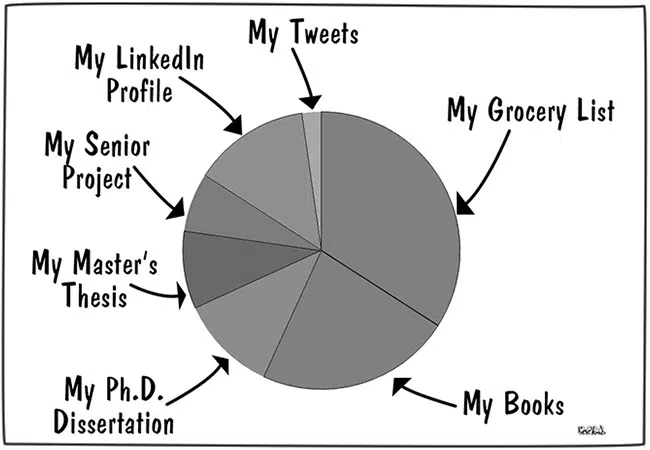 My Tweets
My LinkedIn
Profile
My Grocery List
My Senior
Project
My Master's
Thesis
My Ph.D.
Dissertation
My Books